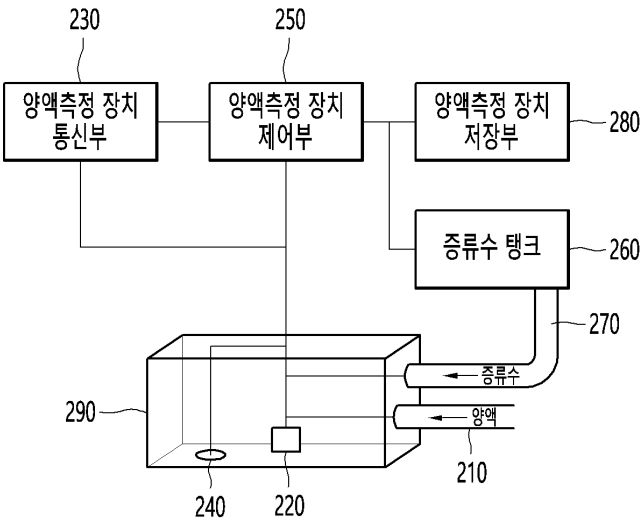 230
250
양액측정 장치
통신부
양액측정 장치
제어부
양액측정 장치
저장부
280
증류수 탱크
260
270
증류수
290
양액
210
240
220